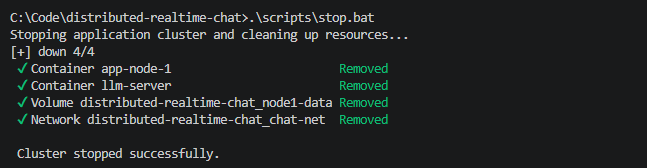 C:\Code\distributed-realtime-chat>.\scripts\stop.bat
Stopping application cluster and cleaning up resources...
[+] down 4/4
✓ Container app-node-1 Removed
✓ Container llm-server Removed
✓ Volume distributed-realtime-chat_node1-data Removed
✓ Network distributed-realtime-chat_chat-net Removed
Cluster stopped successfully.